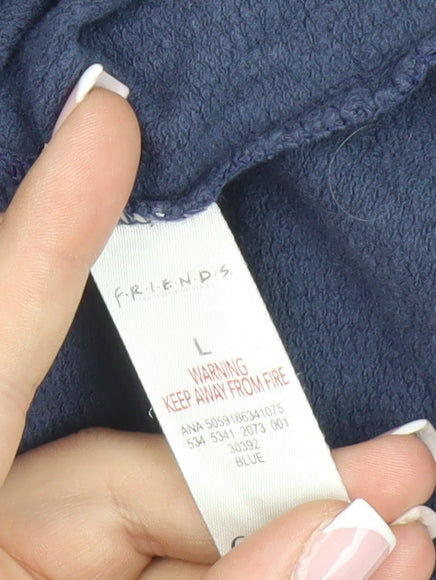 F·R·I·E·N·D·S
L
WARNING
KEEP AWAY FROM FIRE
ANA 5059186341075
534 5341 2073 001
30392
BLUE